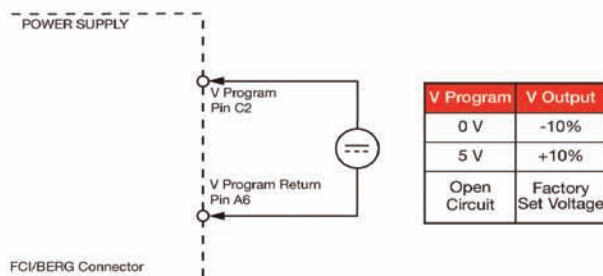 POWER SUPPLY
V Program
Pin C2
V Program Return
Pin A6
FCI/BERG Connector
V Program V Output
0 V -10%
5 V +10%
Open Circuit Factory Set Voltage